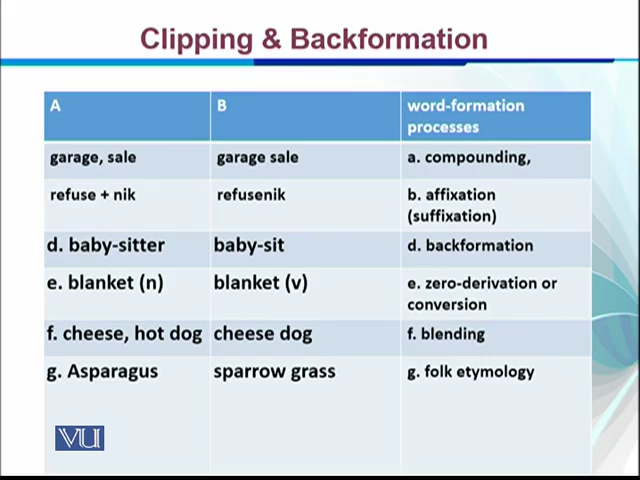 Clipping & Backformation
A B word-formation
processes
garage, sale garage sale a. compounding,
refuse + nik refusenik b. affixation
(suffixation)
d. baby-sitter baby-sit d. backformation
e. blanket (n) blanket (v) e. zero-derivation or
conversion
f. cheese, hot dog cheese dog f. blending
g. Asparagus sparrow grass g. folk etymology
VU